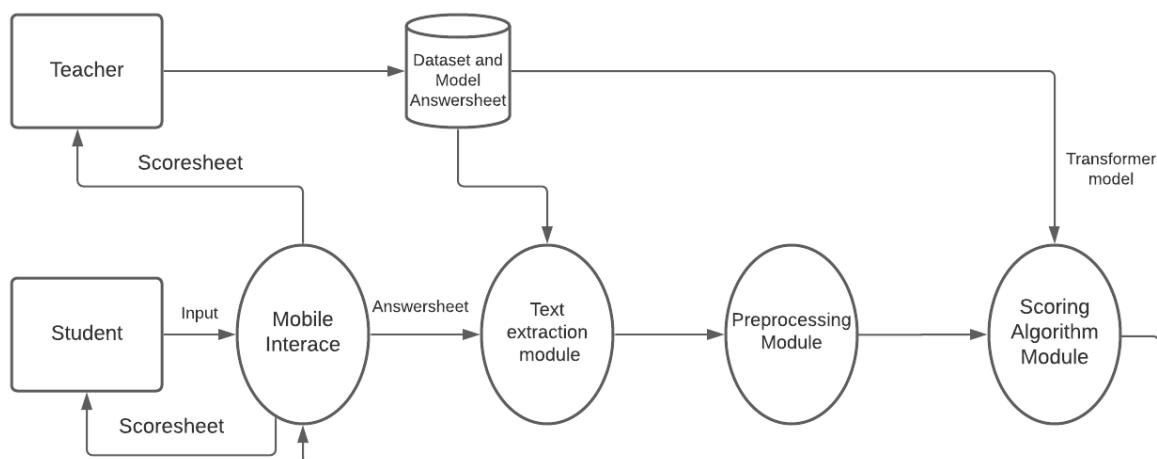 Teacher
Dataset and
Model
Answersheet
Scoresheet
Transformer
model
Student
Input
Mobile
Interace
Answersheet
Text
extraction
module
Preprocessing
Module
Scoring
Algorithm
Module
Scoresheet